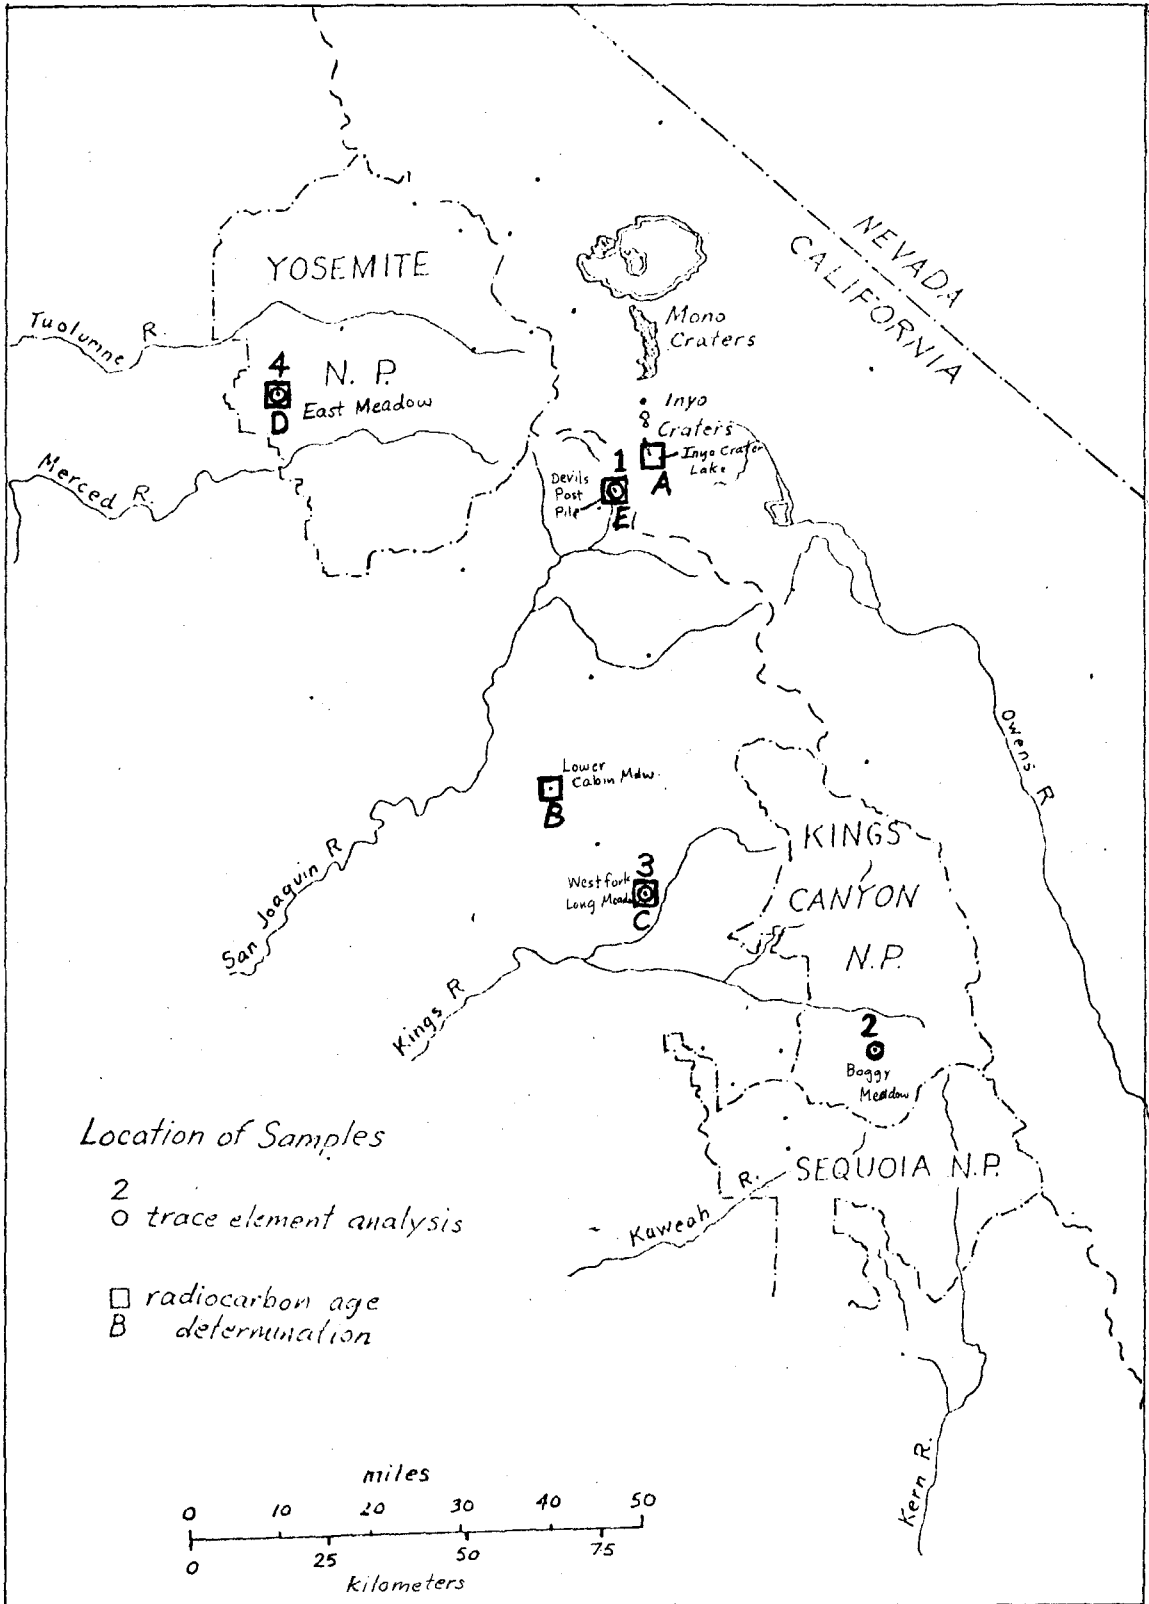 NEVADA
CALIFORNIA
YOSEMITE
N. P.
Mono
Craters
Tuolumne R.
4
D
East Meadow
Inyo
Craters
Inyo Crater
Lake
A
Merced R.
1
E
Devils
Post
Pile
Owens R
Lower
Cabin Mdw.
B
KINGS
CANYON
N.P.
San Joaquin R
3
C
Westfork
Long Mead
Kings R
2
Boggy
Meadow
SEQUOIA N.P.
Kaweah R.
Kern R.
Location of Samples
2
trace element analysis
radiocarbon age
B determination
miles
0 10 20 30 40 50
0 25 50 75
kilometers